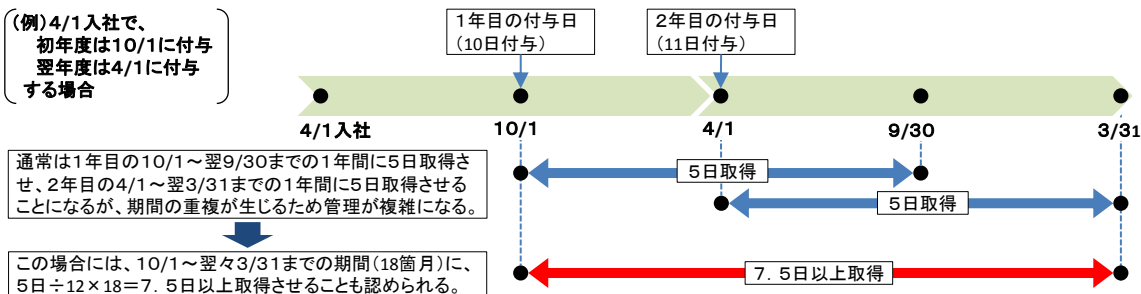 (例)4/1入社で、
初年度は10/1に付与
翌年度は4/1に付与
する場合
1年目の付与日
(10日付与)
2年目の付与日
(11日付与)
4/1入社
10/1
4/1
9/30
3/31
通常は1年目の10/1~翌9/30までの1年間に5日取得さ
せ、2年目の4/1~翌3/31までの1年間に5日取得させる
ことになるが、期間の重複が生じるため管理が複雑になる。
5日取得
5日取得
この場合には、10/1~翌々3/31までの期間(18箇月)に、
5日÷12×18=7.5日以上取得させることも認められる。
7.5日以上取得